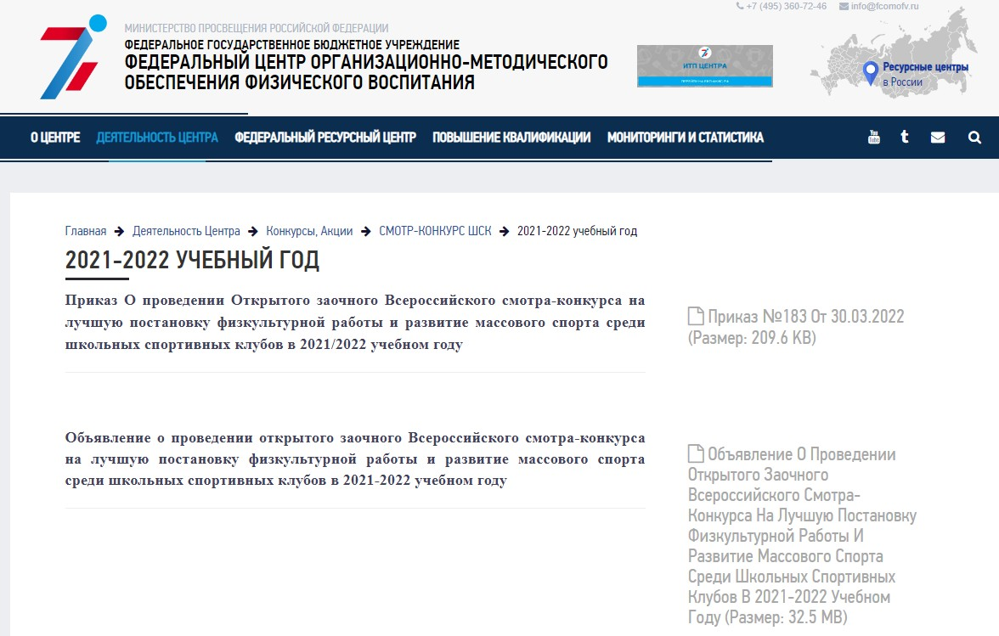 +7 (495) 360-72-46 info@fcomofv.ru
МИНИСТЕРСТВО ПРОСВЕЩЕНИЯ РОССИЙСКОЙ ФЕДЕРАЦИИ
ФЕДЕРАЛЬНОЕ ГОСУДАРСТВЕННОЕ БЮДЖЕТНОЕ УЧРЕЖДЕНИЕ
ФЕДЕРАЛЬНЫЙ ЦЕНТР ОРГАНИЗАЦИОННО-МЕТОДИЧЕСКОГО
ОБЕСПЕЧЕНИЯ ФИЗИЧЕСКОГО ВОСПИТАНИЯ
ИТП ЦЕНТРА
Ресурсные центры
в России
О ЦЕНТРЕ ДЕЯТЕЛЬНОСТЬ ЦЕНТРА ФЕДЕРАЛЬНЫЙ РЕСУРСНЫЙ ЦЕНТР ПОВЫШЕНИЕ КВАЛИФИКАЦИИ МОНИТОРИНГИ И СТАТИСТИКА
Главная Деятельность Центра Конкурсы, Акции СМОТР-КОНКУРС ШСК 2021-2022 учебный год
2021-2022 УЧЕБНЫЙ ГОД
Приказ О проведении Открытого заочного Всероссийского смотра-конкурса на
лучшую постановку физкультурной работы и развитие массового спорта среди
школьных спортивных клубов в 2021/2022 учебном году
Приказ №183 От 30.03.2022
(Размер: 209.6 KB)
Объявление о проведении открытого заочного Всероссийского смотра-конкурса
на лучшую постановку физкультурной работы и развитие массового спорта
среди школьных спортивных клубов в 2021-2022 учебном году
Объявление О Проведении
Открытого Заочного
Всероссийского Смотра-
Конкурса На Лучшую Постановку
Физкультурной Работы И
Развитие Массового Спорта
Среди Школьных Спортивных
Клубов В 2021-2022 Учебном
Году (Размер: 32.5 MB)